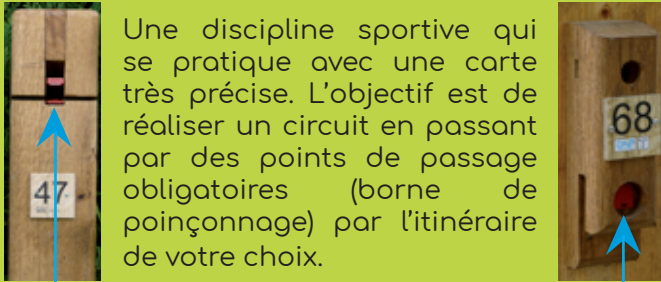 Une discipline sportive qui
se pratique avec une carte
très précise. L'objectif est de
réaliser un circuit en passant
par des points de passage
obligatoires (borne de
poinçonnage) par l'itinéraire
de votre choix.
47
68